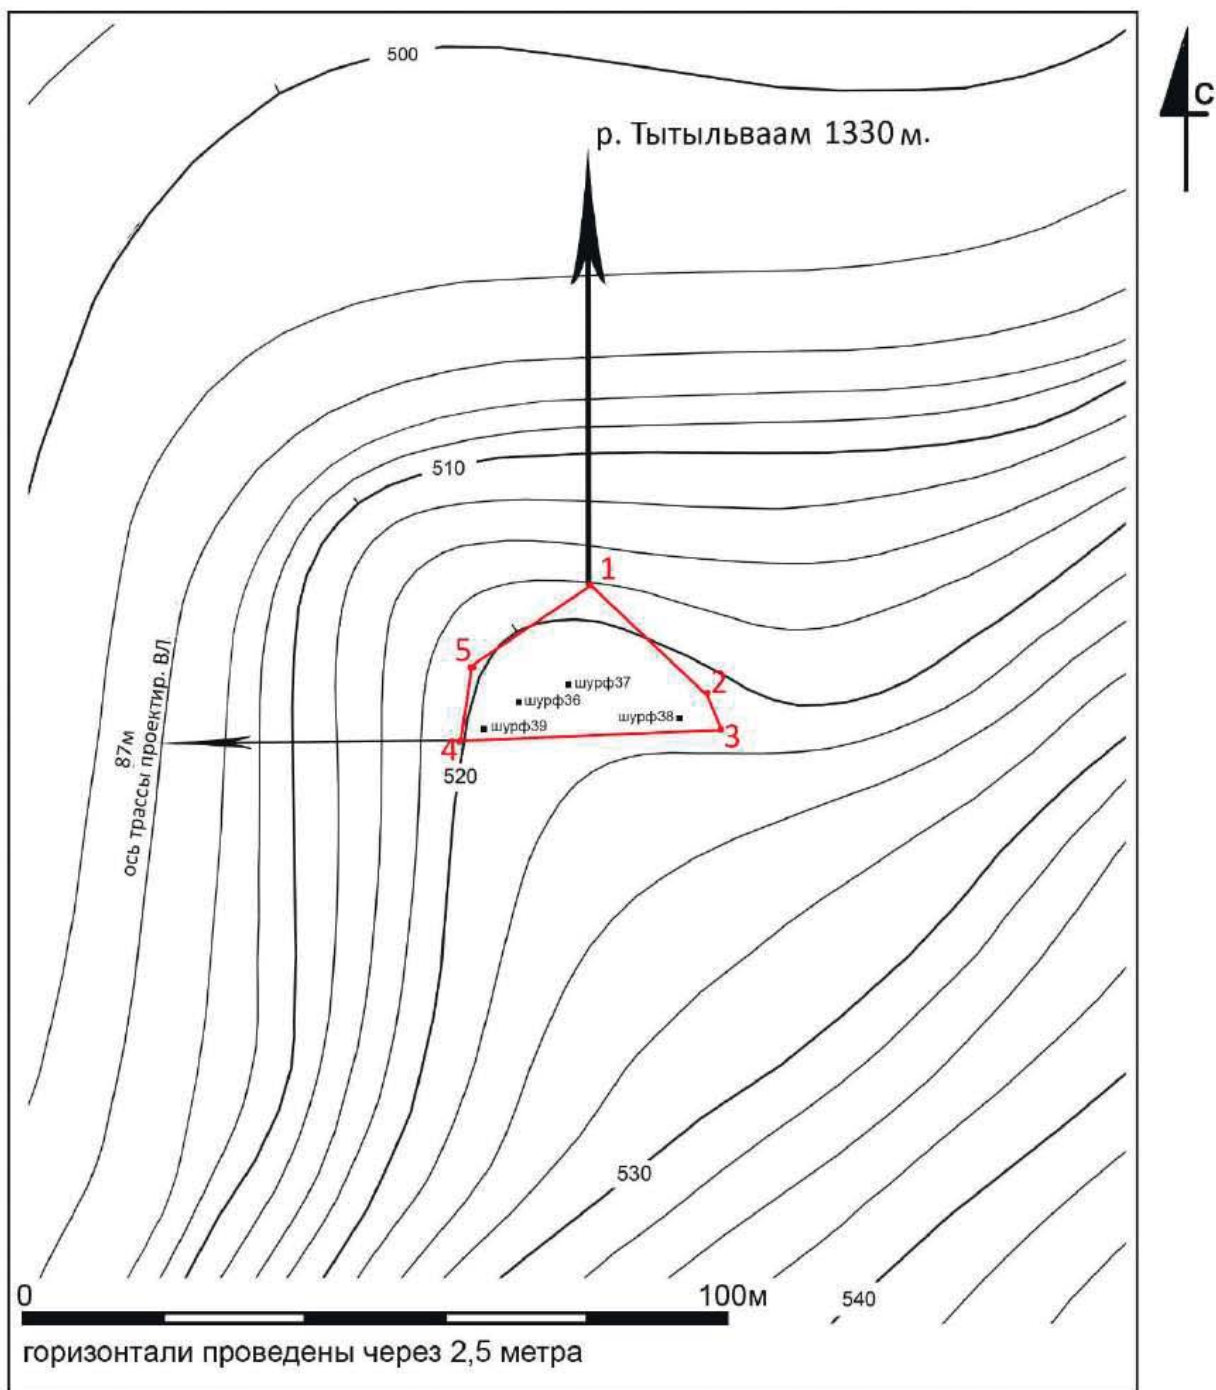 500
С
р. Тытыльваам 1330 м.
510
1
5
2
шурф37
шурф36
шурф38
шурф39
3
4
520
87м
ось трассы проектир. ВЛ
530
540
0
100м
горизонтали проведены через 2,5 метра